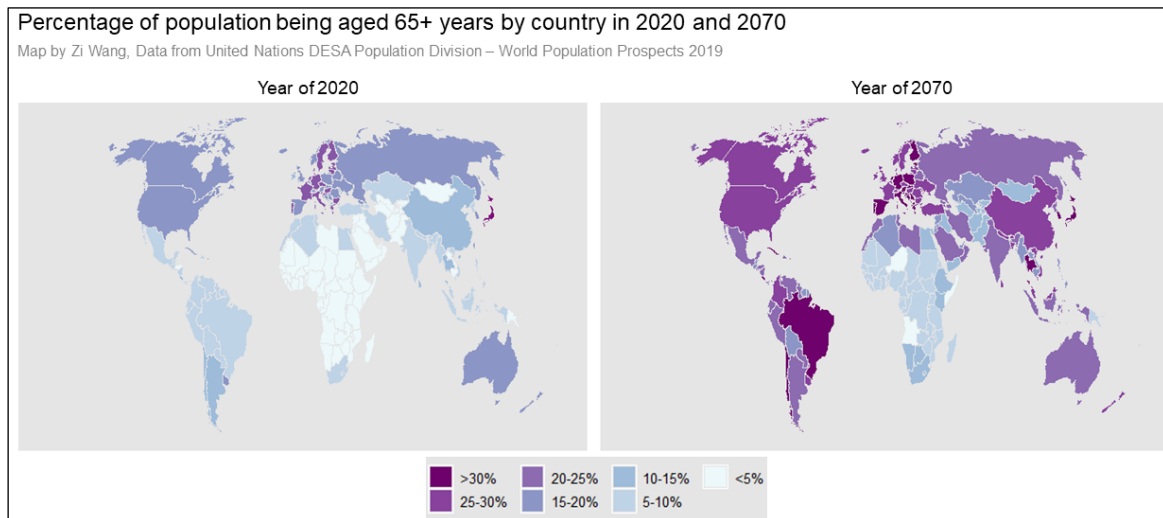 Percentage of population being aged 65+ years by country in 2020 and 2070
Map by Zi Wang, Data from United Nations DESA Population Division – World Population Prospects 2019
Year of 2020
Year of 2070
>30%
20-25%
10-15%
<5%
25-30%
15-20%
5-10%